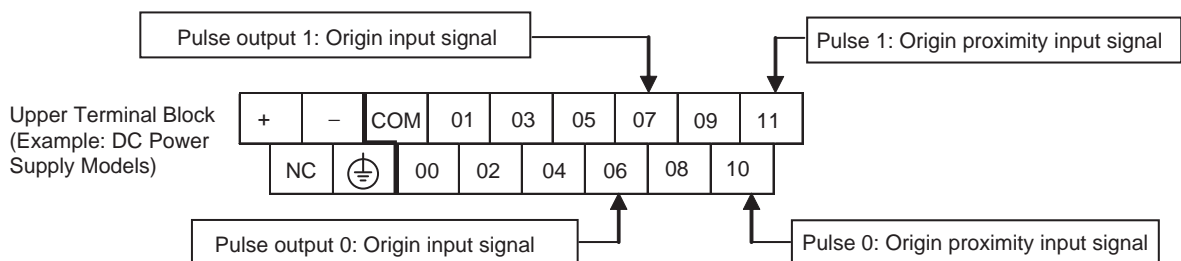 Pulse output 1: Origin input signal
Pulse 1: Origin proximity input signal
Upper Terminal Block
(Example: DC Power
Supply Models)
+ − COM 01 03 05 07 09 11
NC 00 02 04 06 08 10
Pulse output 0: Origin input signal
Pulse 0: Origin proximity input signal